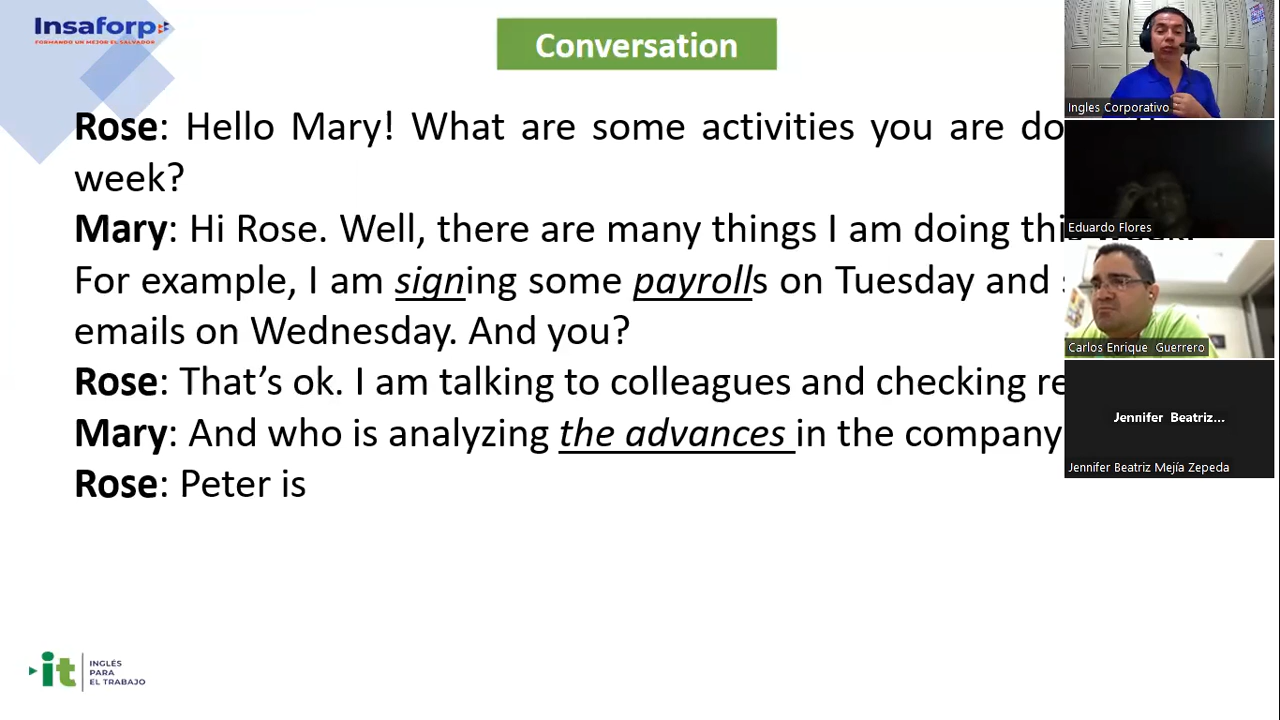 Insaforp
FORMANDO UN MEJOR EL SALVADOR
Conversation
Rose: Hello Mary! What are some activities you are
week?
Mary: Hi Rose. Well, there are many things I am doing
For example, I am signing some payrolls on Tuesday and
emails on Wednesday. And you?
Rose: That’s ok. I am talking to colleagues and checking
Mary: And who is analyzing the advances in the company
Rose: Peter is
it
INGLÉS
PARA
EL TRABAJO
Ingles Corporativo
Eduardo Flores
Carlos Enrique Guerrero
Jennifer Beatriz...
Jennifer Beatriz Mejía Zepeda